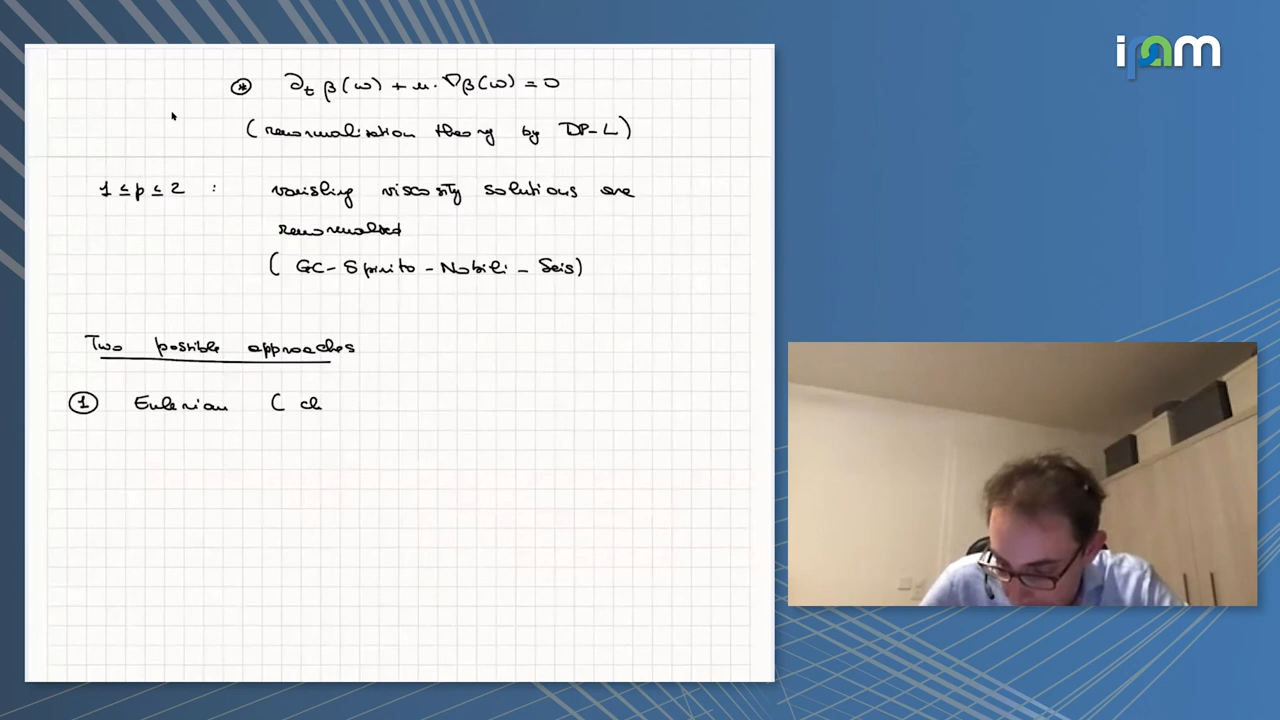 ipam
⊛ ∂_t β(ω) + u · ∇β(ω) = 0
(renormalization theory by DP-L)
1 ≤ p ≤ 2 : vanishing viscosity solutions are
renormalized
( GC - Spirito - Nobili - Seis)
Two possible approaches
① Eulerian ( d